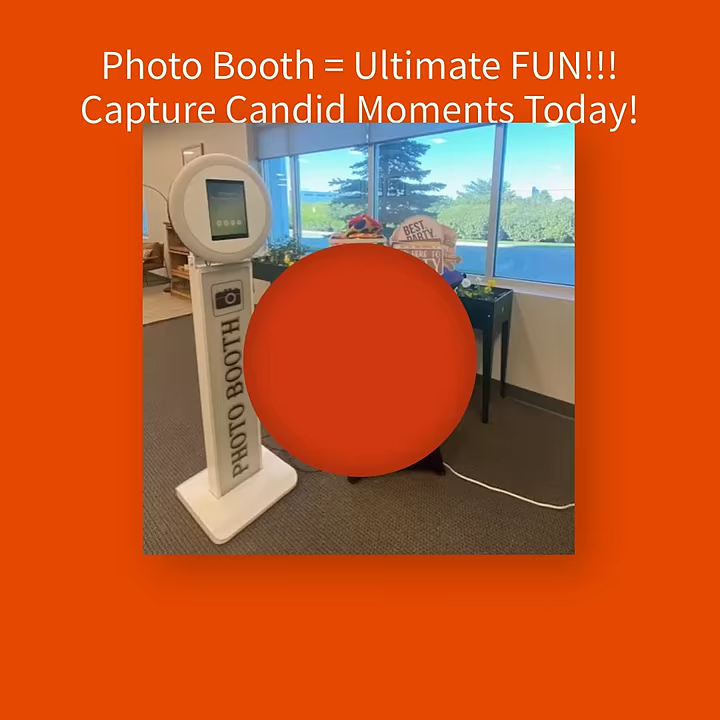 Photo Booth = Ultimate FUN!!!
Capture Candid Moments Today!
BEST
PARTY
PHOTO BOOTH